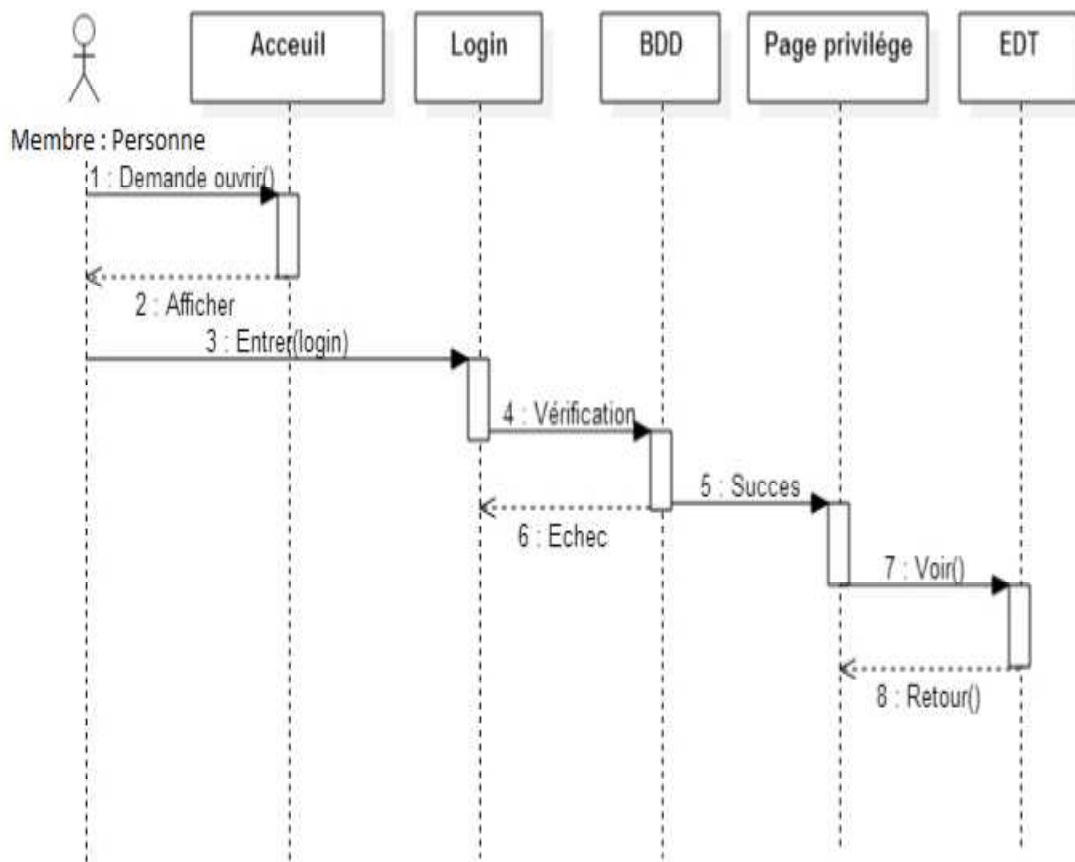 Acceuil
Login
BDD
Page privilége
EDT
Membre : Personne
1 : Demande ouvrir()
2 : Afficher
3 : Entrer(login)
4 : Vérification
5 : Succes
6 : Echec
7 : Voir()
8 : Retour()